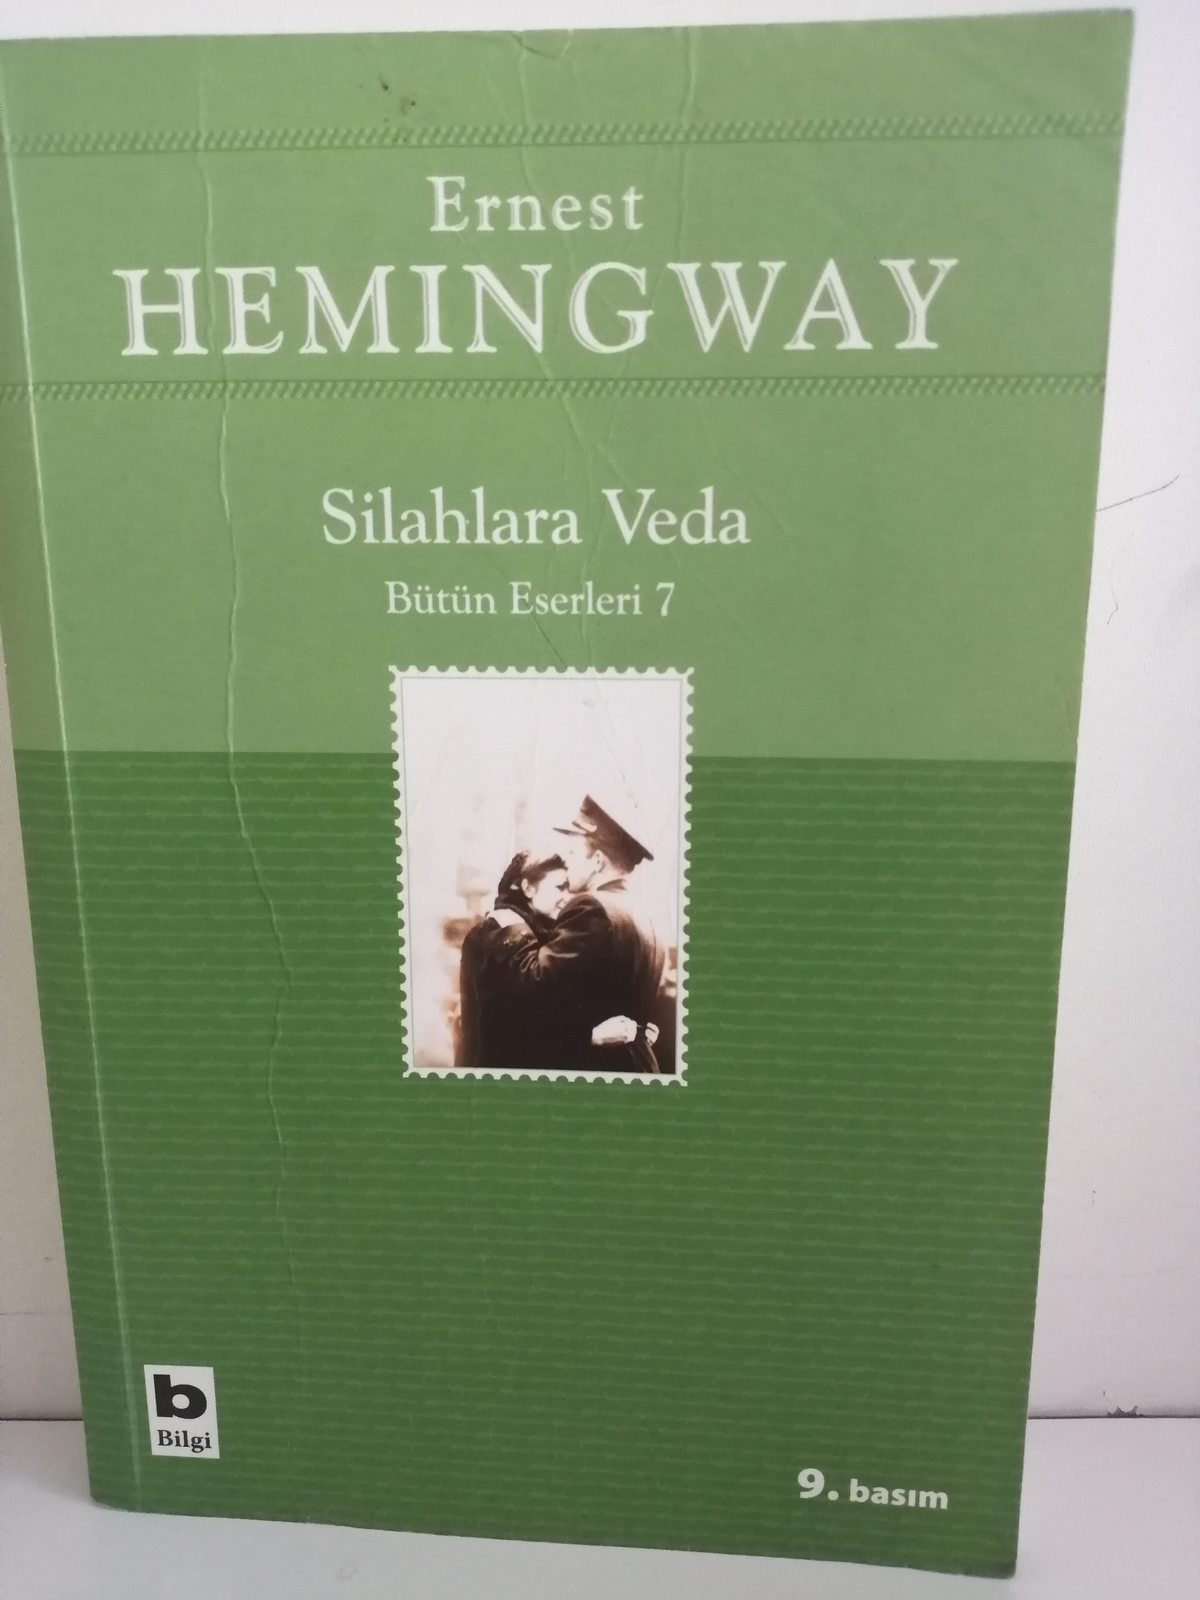 Ernest
HEMINGWAY
Silahlara Veda
Bütün Eserleri 7
b
Bilgi
9. basım